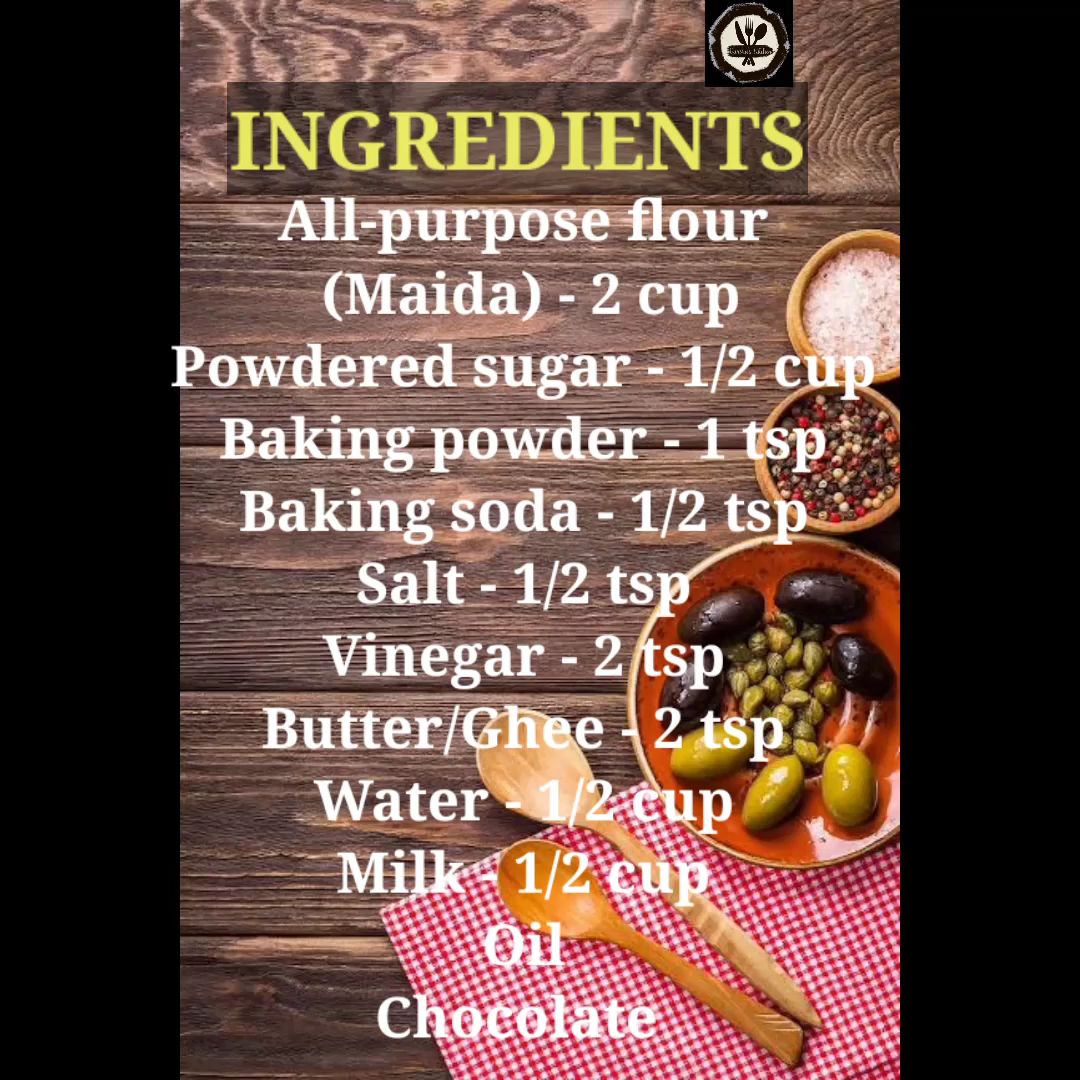 INGREDIENTS
All-purpose flour
(Maida) - 2 cup
Powdered sugar - 1/2 cup
Baking powder - 1 tsp
Baking soda - 1/2 tsp
Salt - 1/2 tsp
Vinegar - 2 tsp
Butter/Ghee - 2 tsp
Water - 1/2 cup
Milk - 1/2 cup
Oil
Chocolate